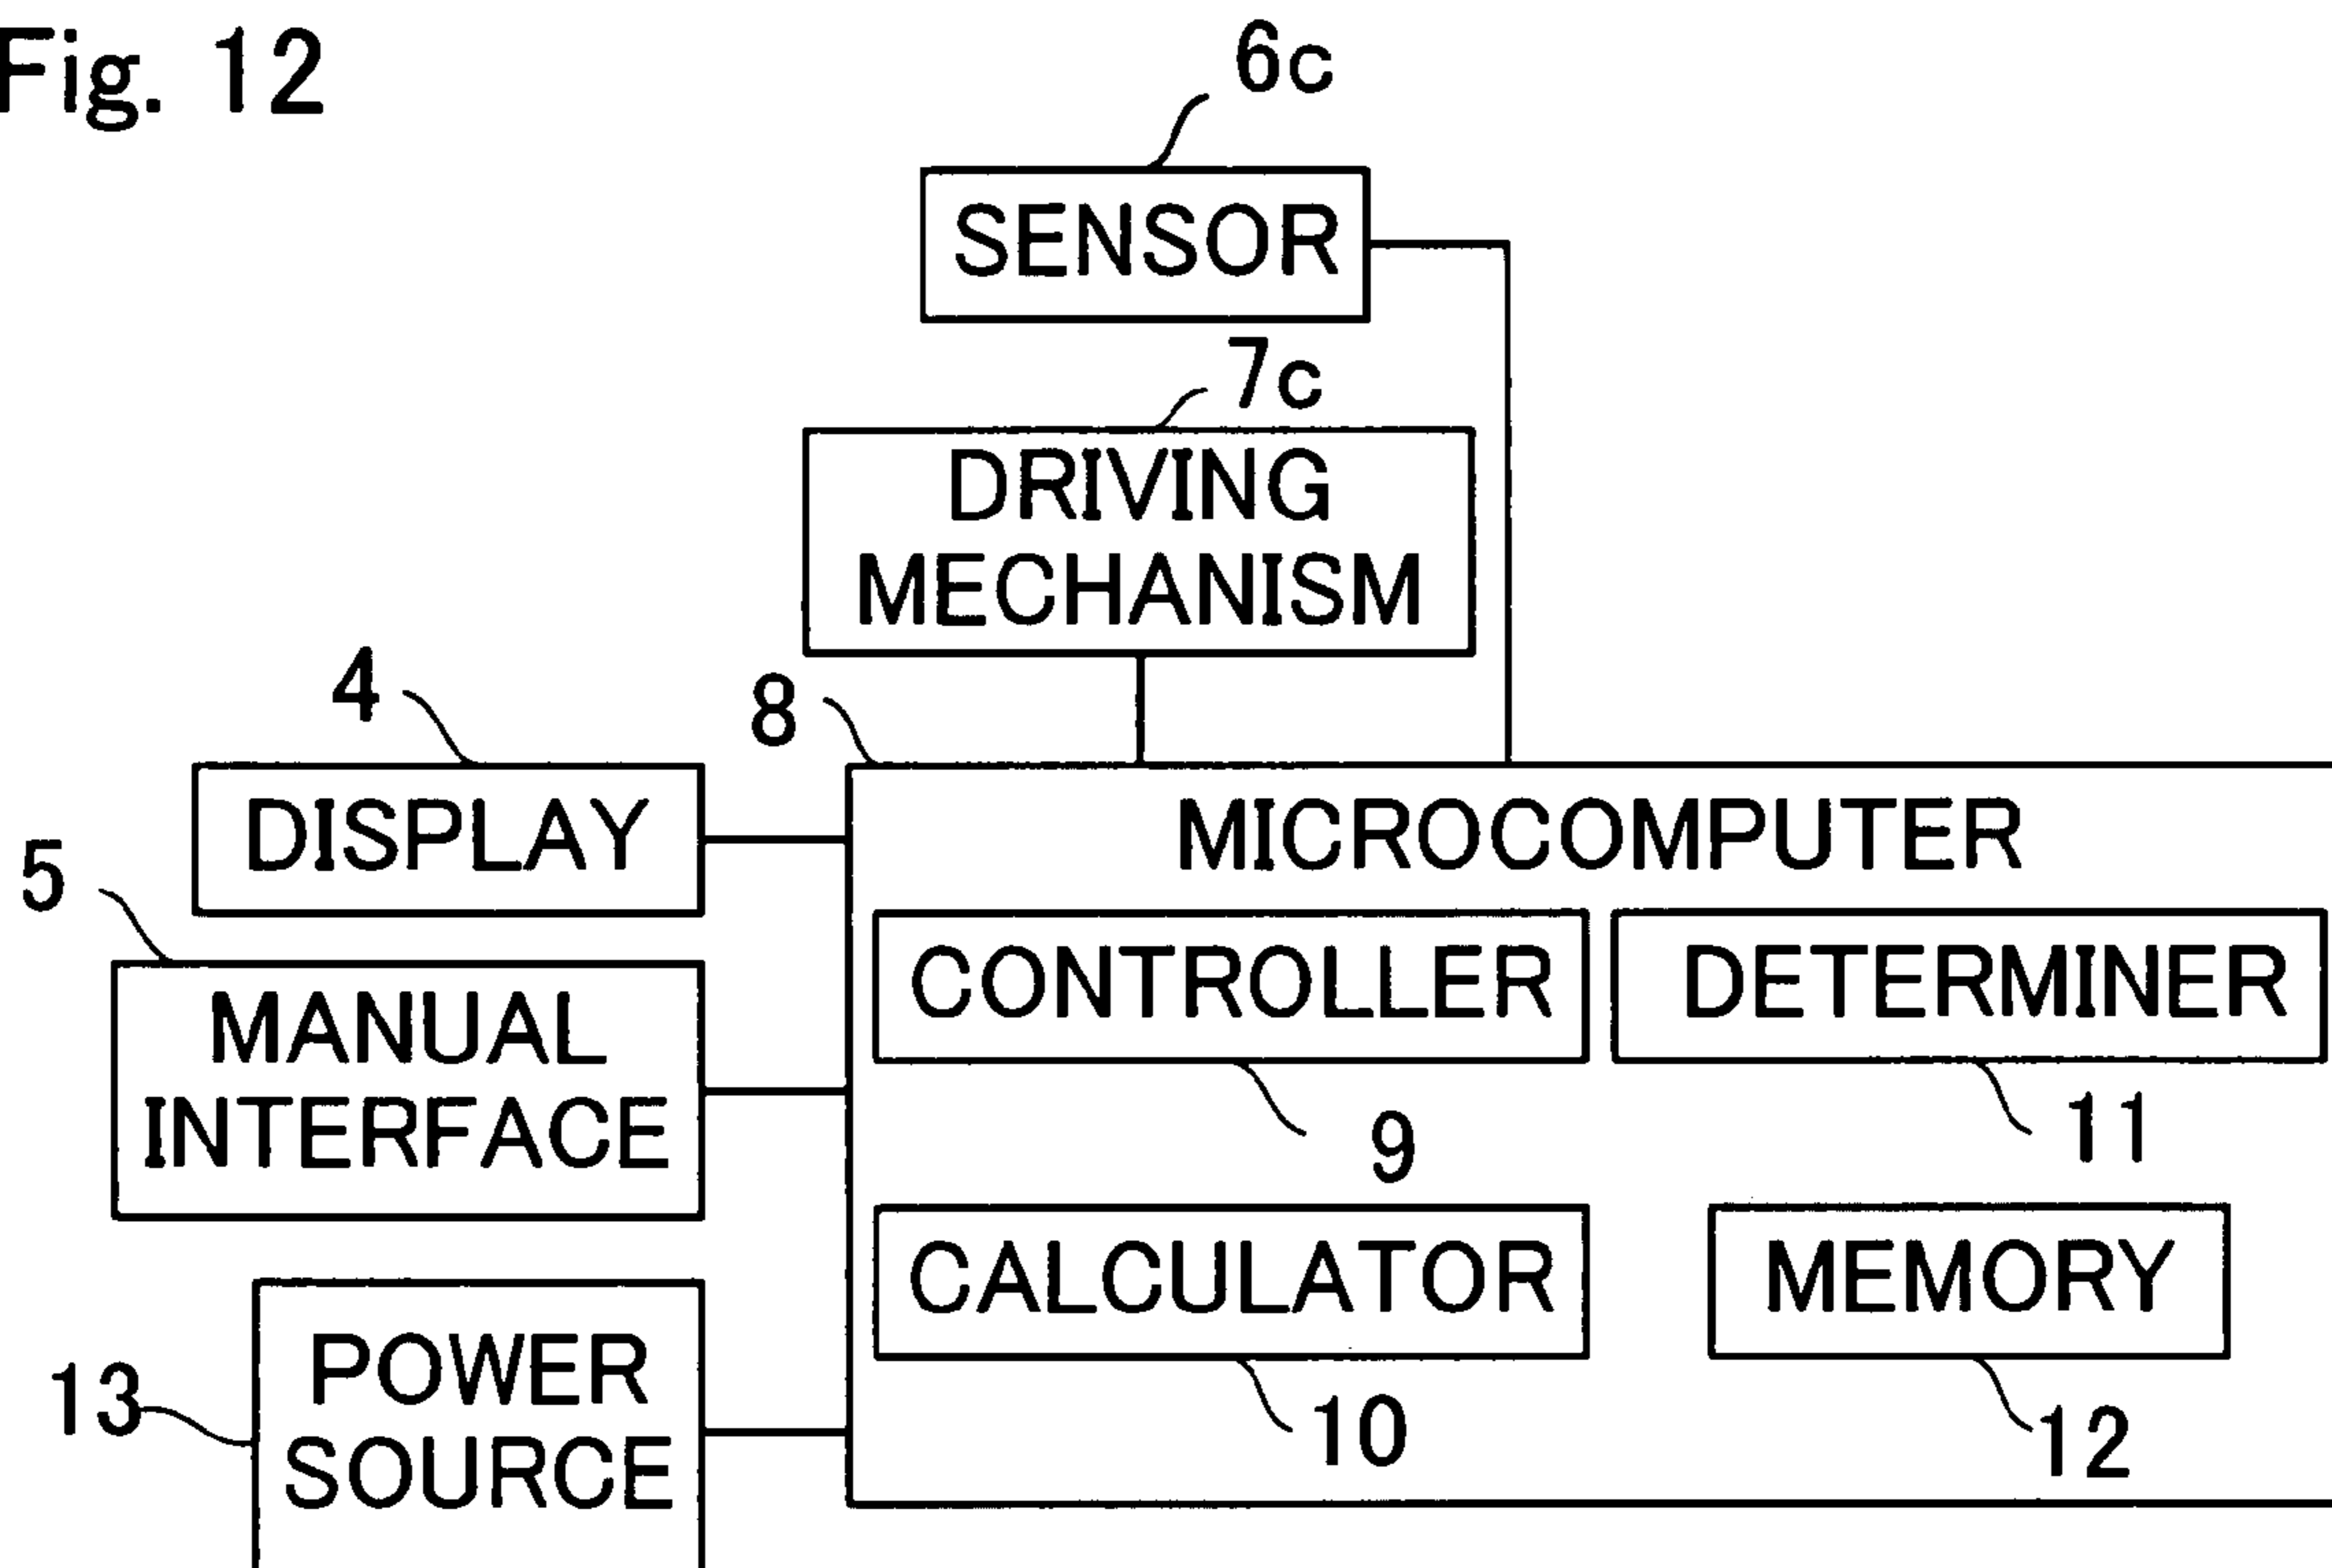 Fig. 12
6c
SENSOR
7c
DRIVING
MECHANISM
4
8
DISPLAY
MICROCOMPUTER
5
CONTROLLER
DETERMINER
MANUAL
INTERFACE
9
11
CALCULATOR
MEMORY
13
POWER
SOURCE
10
12